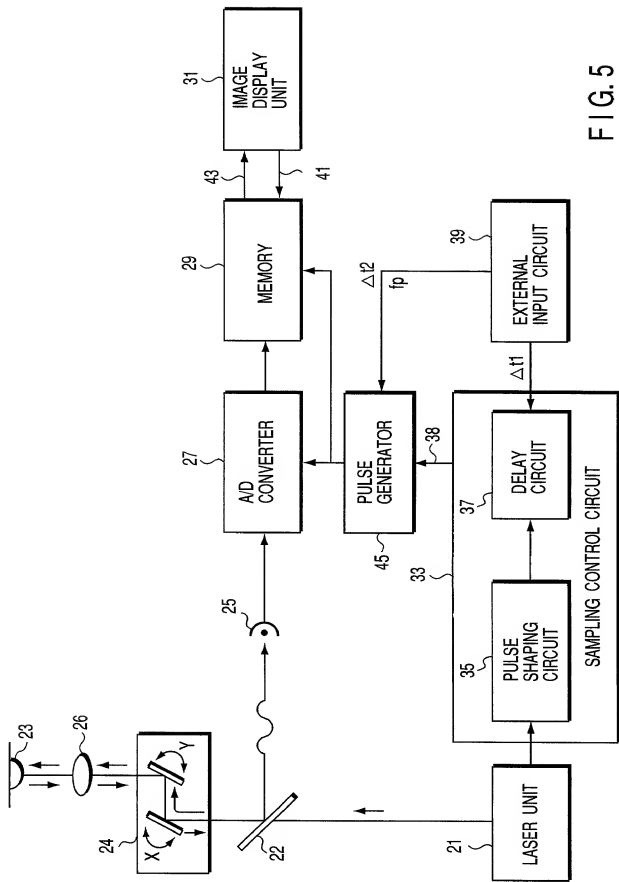 23
26
24
X
Y
22
25
27
A/D
CONVERTER
29
MEMORY
43
41
31
IMAGE
DISPLAY
UNIT
45
PULSE
GENERATOR
△t2
fp
38
39
EXTERNAL
INPUT CIRCUIT
△t1
33
35
PULSE
SHAPING
CIRCUIT
37
DELAY
CIRCUIT
SAMPLING CONTROL CIRCUIT
21
LASER UNIT
FIG. 5